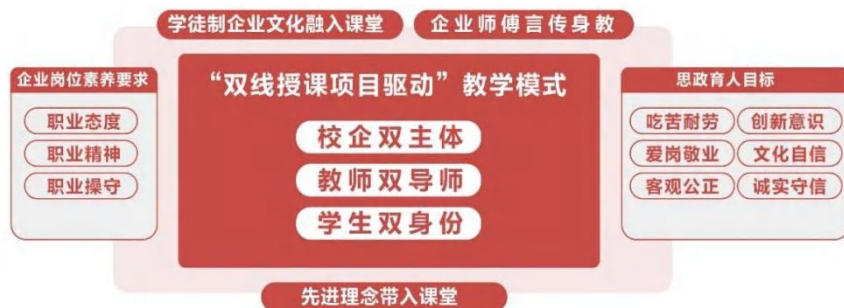 学徒制企业文化融入课堂
企业师傅言传身教
企业岗位素养要求
职业态度
职业精神
职业操守
“双线授课项目驱动”教学模式
校企双主体
教师双导师
学生双身份
思政育人目标
吃苦耐劳 创新意识
爱岗敬业 文化自信
客观公正 诚实守信
先进理念带入课堂